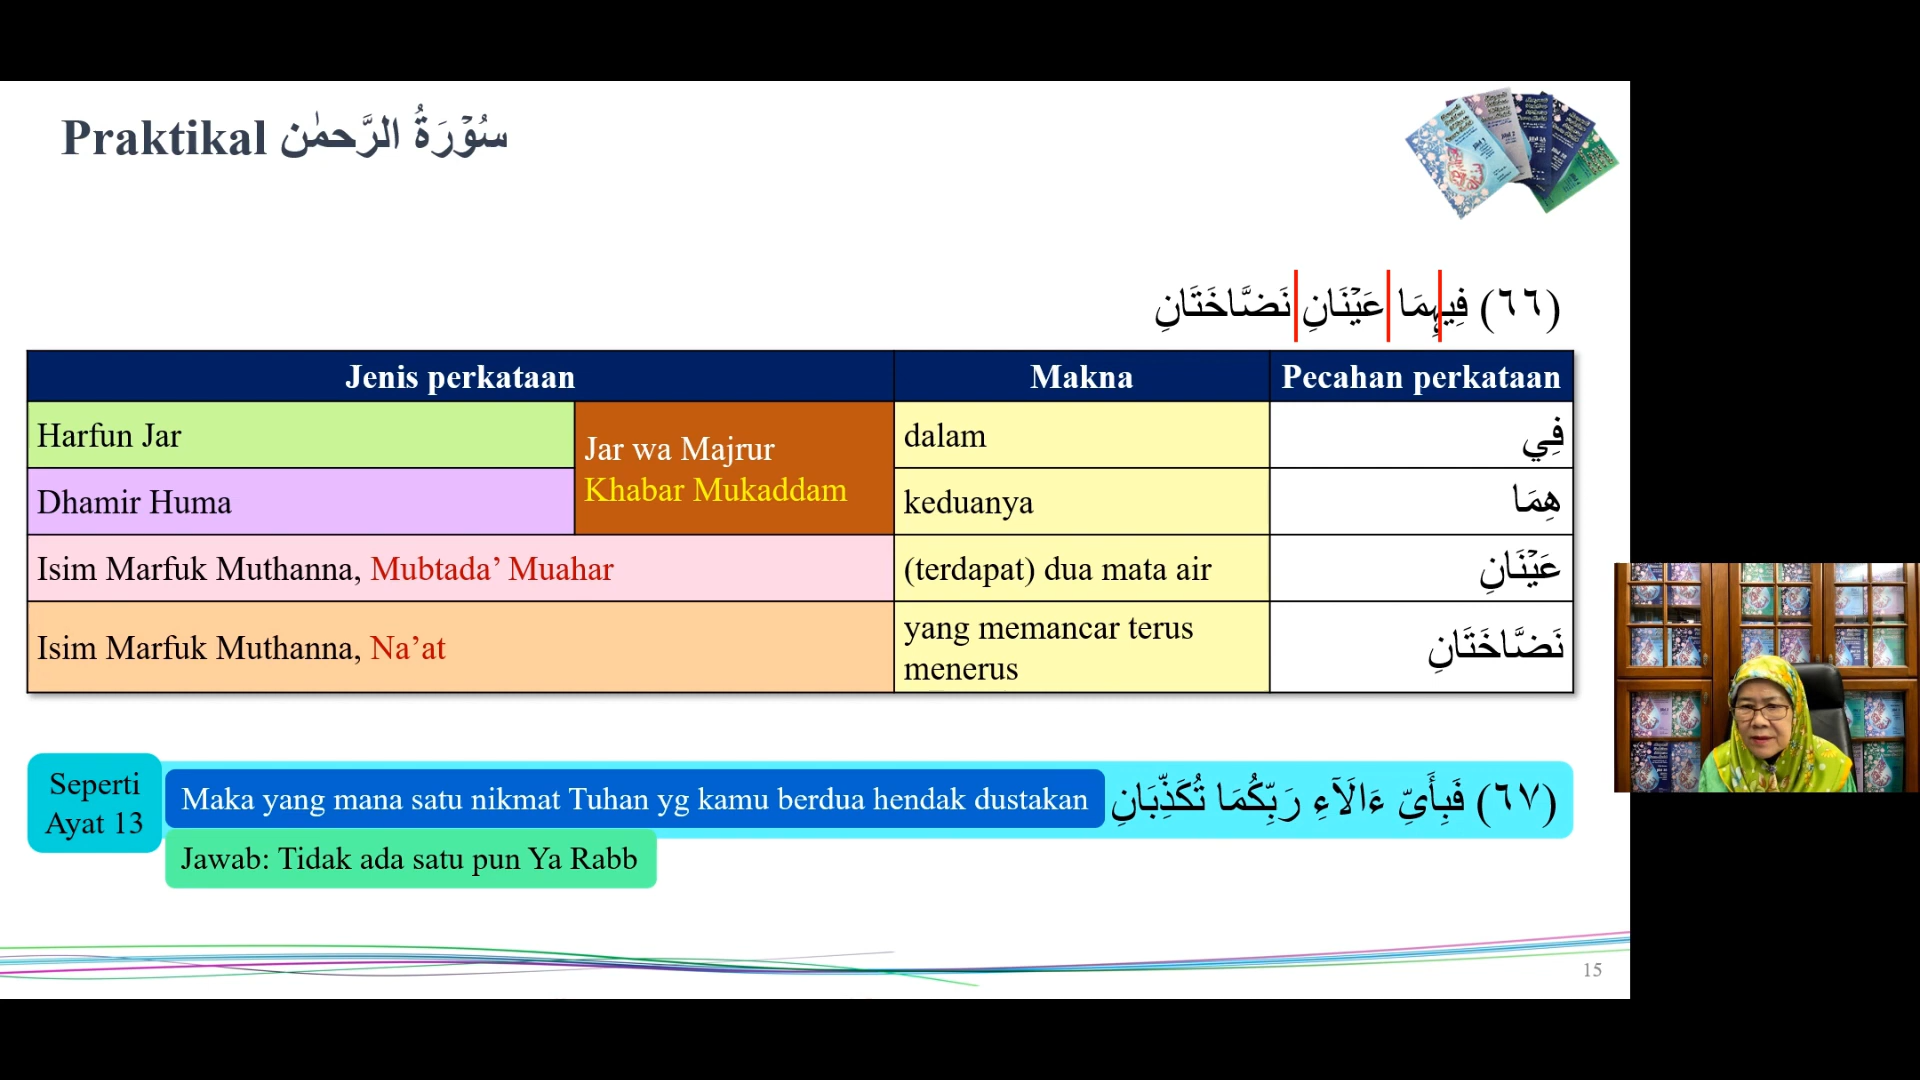 Praktikal سُوْرَةُ الرَّحمٰن
(٦٦) فِيهِمَا عَيْنَانِ نَضَّاخَتَانِ
Jenis perkataan Makna Pecahan perkataan
Harfun Jar Jar wa Majrur dalam فِي
Khabar Mukaddam
Dhamir Huma keduanya هِمَا
Isim Marfuk Muthanna, Mubtada’ Muahar (terdapat) dua mata air عَيْنَانِ
Isim Marfuk Muthanna, Na’at yang memancar terus نَضَّاخَتَانِ
menerus
Seperti
Ayat 13
Maka yang mana satu nikmat Tuhan yg kamu berdua hendak dustakan (٦٧) فَبِأَىِّ ءَالَآءِ رَبِّكُمَا تُكَذِّبَانِ
Jawab: Tidak ada satu pun Ya Rabb
15